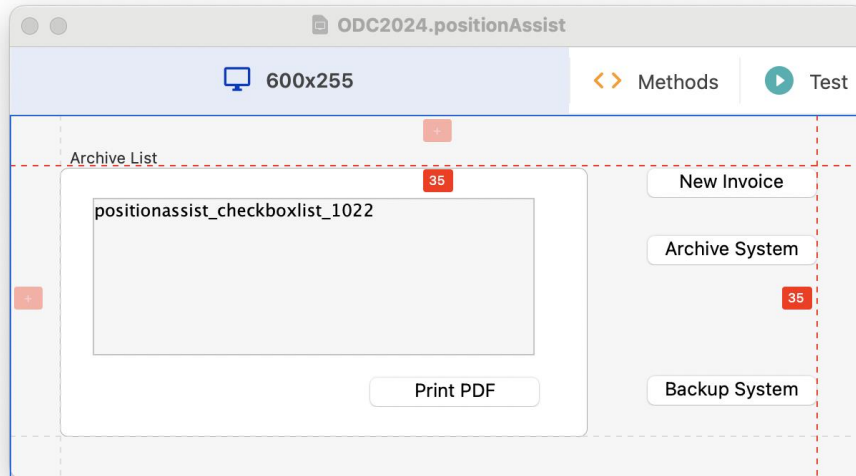 ODC2024.positionAssist
600x255
Methods
Test
+
Archive List
35
New Invoice
positionassist_checkboxlist_1022
Archive System
+
35
Print PDF
Backup System